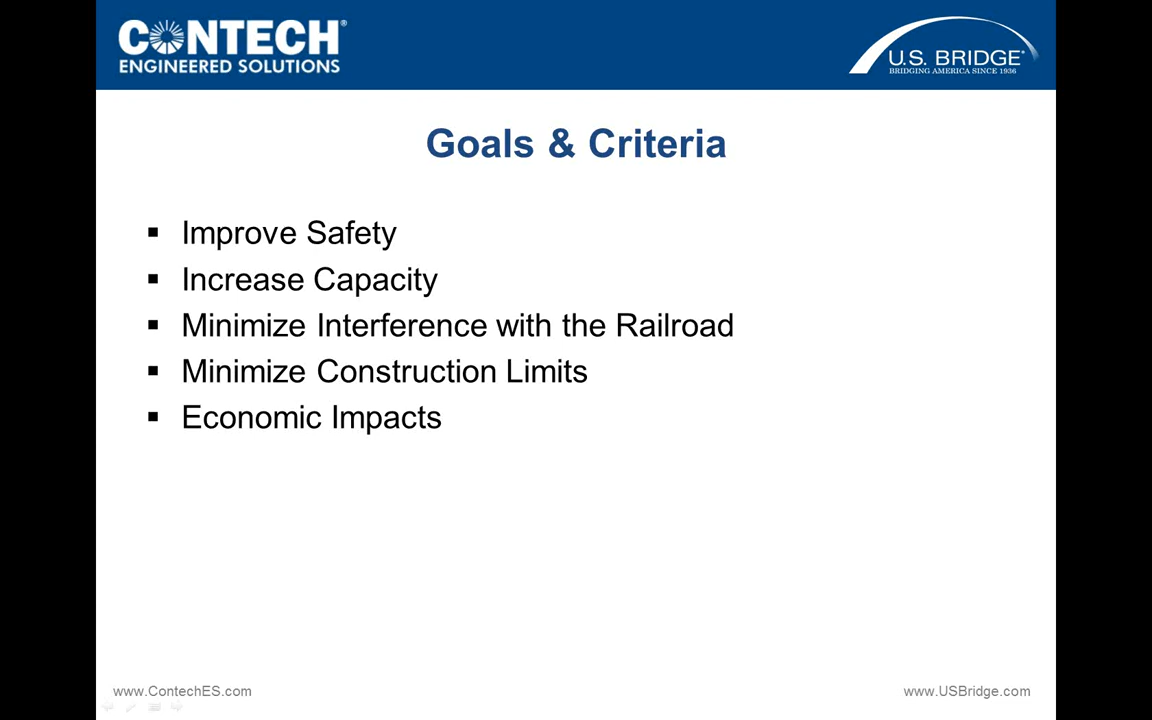 CONTECH®
ENGINEERED SOLUTIONS
U.S. BRIDGE®
BRIDGING AMERICA SINCE 1936
Goals & Criteria
▪ Improve Safety
▪ Increase Capacity
▪ Minimize Interference with the Railroad
▪ Minimize Construction Limits
▪ Economic Impacts
www.ContechES.com
www.USBridge.com